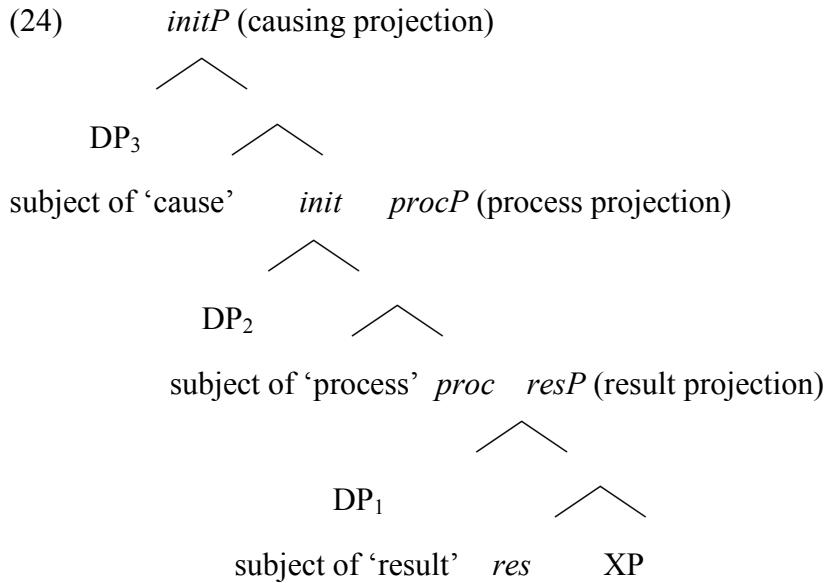 (24) initP (causing projection)
DP₃
subject of ‘cause’ init procP (process projection)
DP₂
subject of ‘process’ proc resP (result projection)
DP₁
subject of ‘result’ res XP